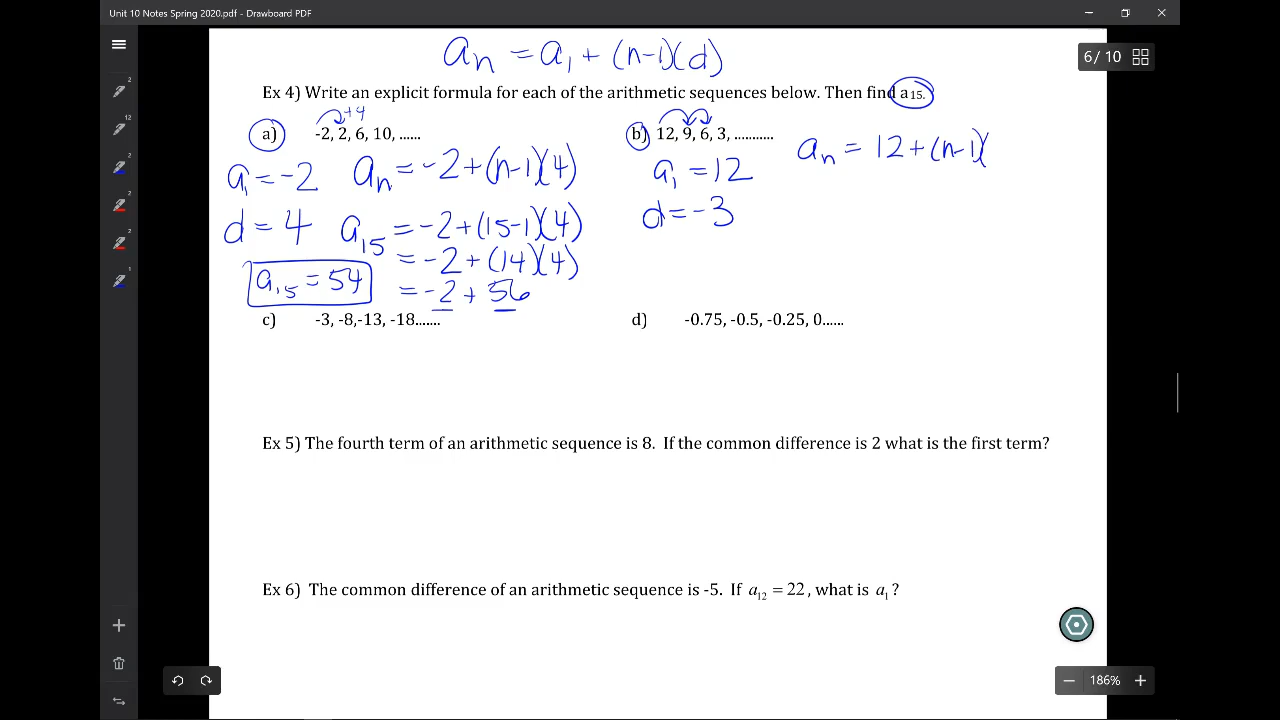 Unit 10 Notes Spring 2020.pdf - Drawboard PDF
aₙ = a₁ + (n-1)(d)
6 / 10
Ex 4) Write an explicit formula for each of the arithmetic sequences below. Then find a₁₅.
+4
a) -2, 2, 6, 10, ......
a₁ = -2
aₙ = -2 + (n-1)(4)
d = 4
a₁₅ = -2 + (15-1)(4)
= -2 + (14)(4)
a₁₅ = 54
= -2 + 56
b) 12, 9, 6, 3, ...........
aₙ = 12 + (n-1)(
a₁ = 12
d = -3
c) -3, -8,-13, -18.......
d) -0.75, -0.5, -0.25, 0......
Ex 5) The fourth term of an arithmetic sequence is 8. If the common difference is 2 what is the first term?
Ex 6) The common difference of an arithmetic sequence is -5. If a₁₂ = 22, what is a₁ ?
186%
2
12
2
2
2
1